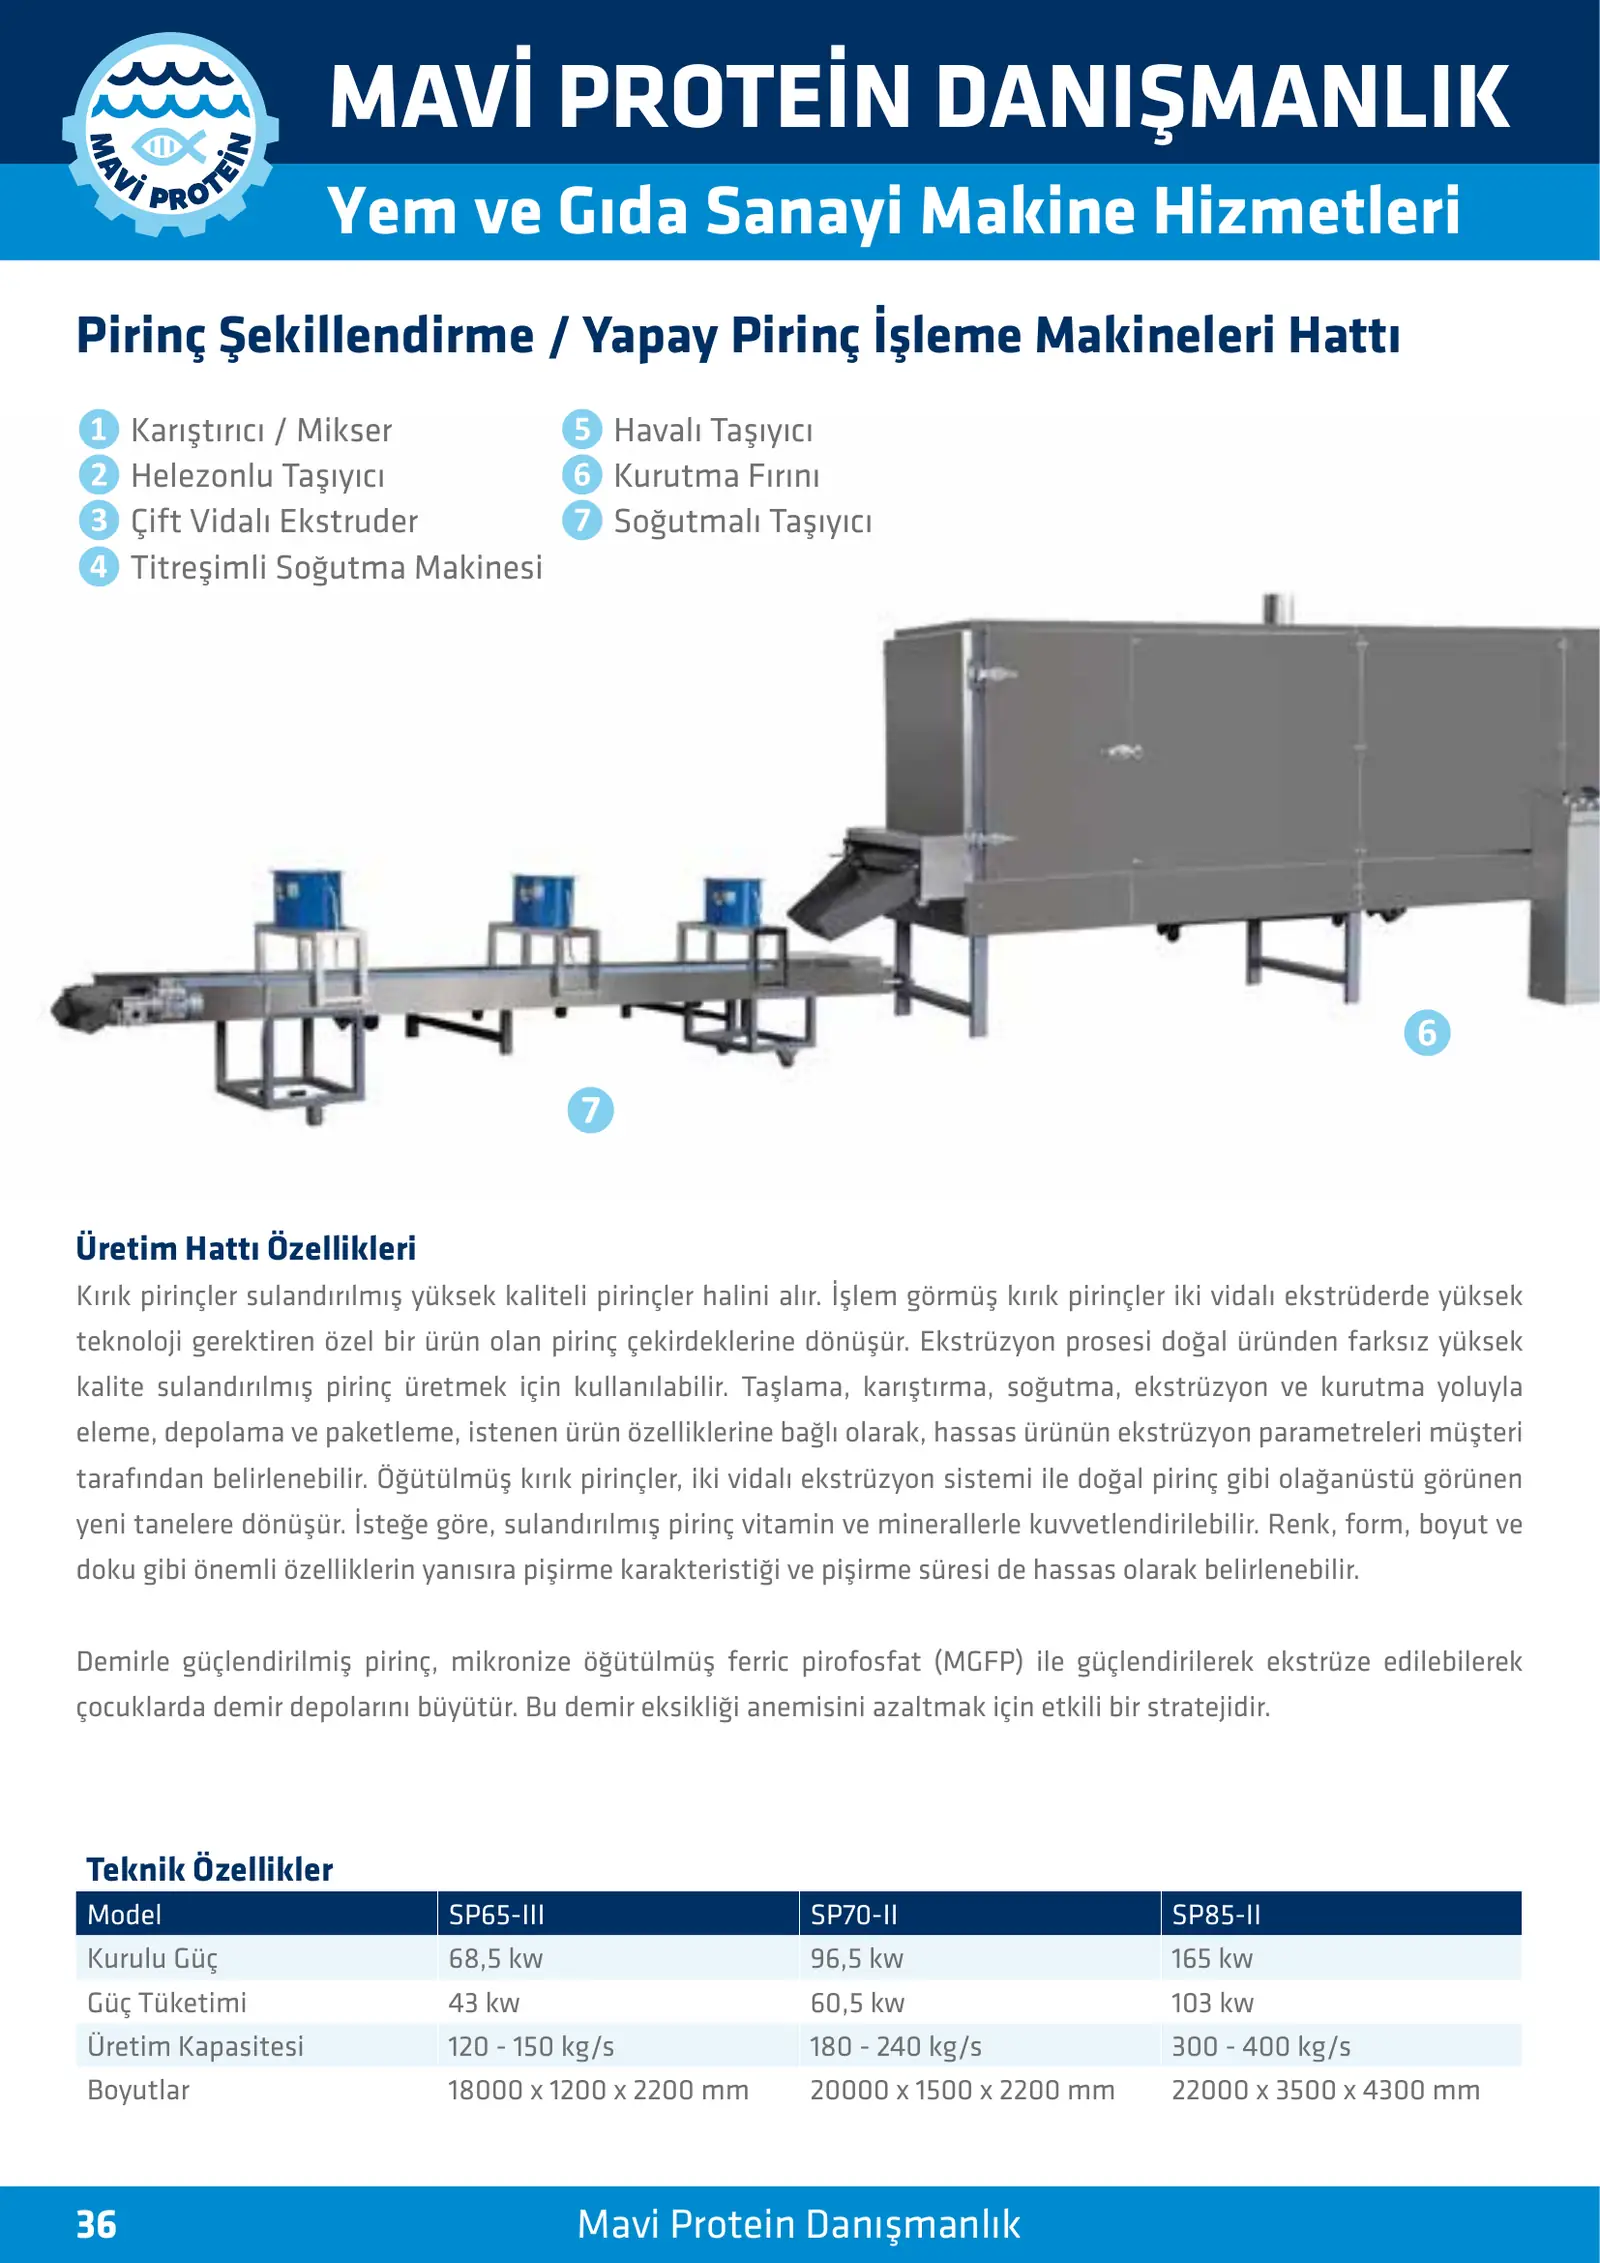 MAVİ PROTEİN
MAVİ PROTEİN DANIŞMANLIK
Yem ve Gıda Sanayi Makine Hizmetleri
Pirinç Şekillendirme / Yapay Pirinç İşleme Makineleri Hattı
1 Karıştırıcı / Mikser
2 Helezonlu Taşıyıcı
3 Çift Vidalı Ekstruder
4 Titreşimli Soğutma Makinesi
5 Havalı Taşıyıcı
6 Kurutma Fırını
7 Soğutmalı Taşıyıcı
6
7
Üretim Hattı Özellikleri
Kırık pirinçler sulandırılmış yüksek kaliteli pirinçler halini alır. İşlem görmüş kırık pirinçler iki vidalı ekstrüderde yüksek
teknoloji gerektiren özel bir ürün olan pirinç çekirdeklerine dönüşür. Ekstrüzyon prosesi doğal üründen farksız yüksek
kalite sulandırılmış pirinç üretmek için kullanılabilir. Taşlama, karıştırma, soğutma, ekstrüzyon ve kurutma yoluyla
eleme, depolama ve paketleme, istenen ürün özelliklerine bağlı olarak, hassas ürünün ekstrüzyon parametreleri müşteri
tarafından belirlenebilir. Öğütülmüş kırık pirinçler, iki vidalı ekstrüzyon sistemi ile doğal pirinç gibi olağanüstü görünen
yeni tanelere dönüşür. İsteğe göre, sulandırılmış pirinç vitamin ve minerallerle kuvvetlendirilebilir. Renk, form, boyut ve
doku gibi önemli özelliklerin yanısıra pişirme karakteristiği ve pişirme süresi de hassas olarak belirlenebilir.
Demirle güçlendirilmiş pirinç, mikronize öğütülmüş ferric pirofosfat (MGFP) ile güçlendirilerek ekstrüze edilebilerek
çocuklarda demir depolarını büyütür. Bu demir eksikliği anemisini azaltmak için etkili bir stratejidir.
Teknik Özellikler
Model SP65-III SP70-II SP85-II
Kurulu Güç 68,5 kw 96,5 kw 165 kw
Güç Tüketimi 43 kw 60,5 kw 103 kw
Üretim Kapasitesi 120 - 150 kg/s 180 - 240 kg/s 300 - 400 kg/s
Boyutlar 18000 x 1200 x 2200 mm 20000 x 1500 x 2200 mm 22000 x 3500 x 4300 mm
36 Mavi Protein Danışmanlık